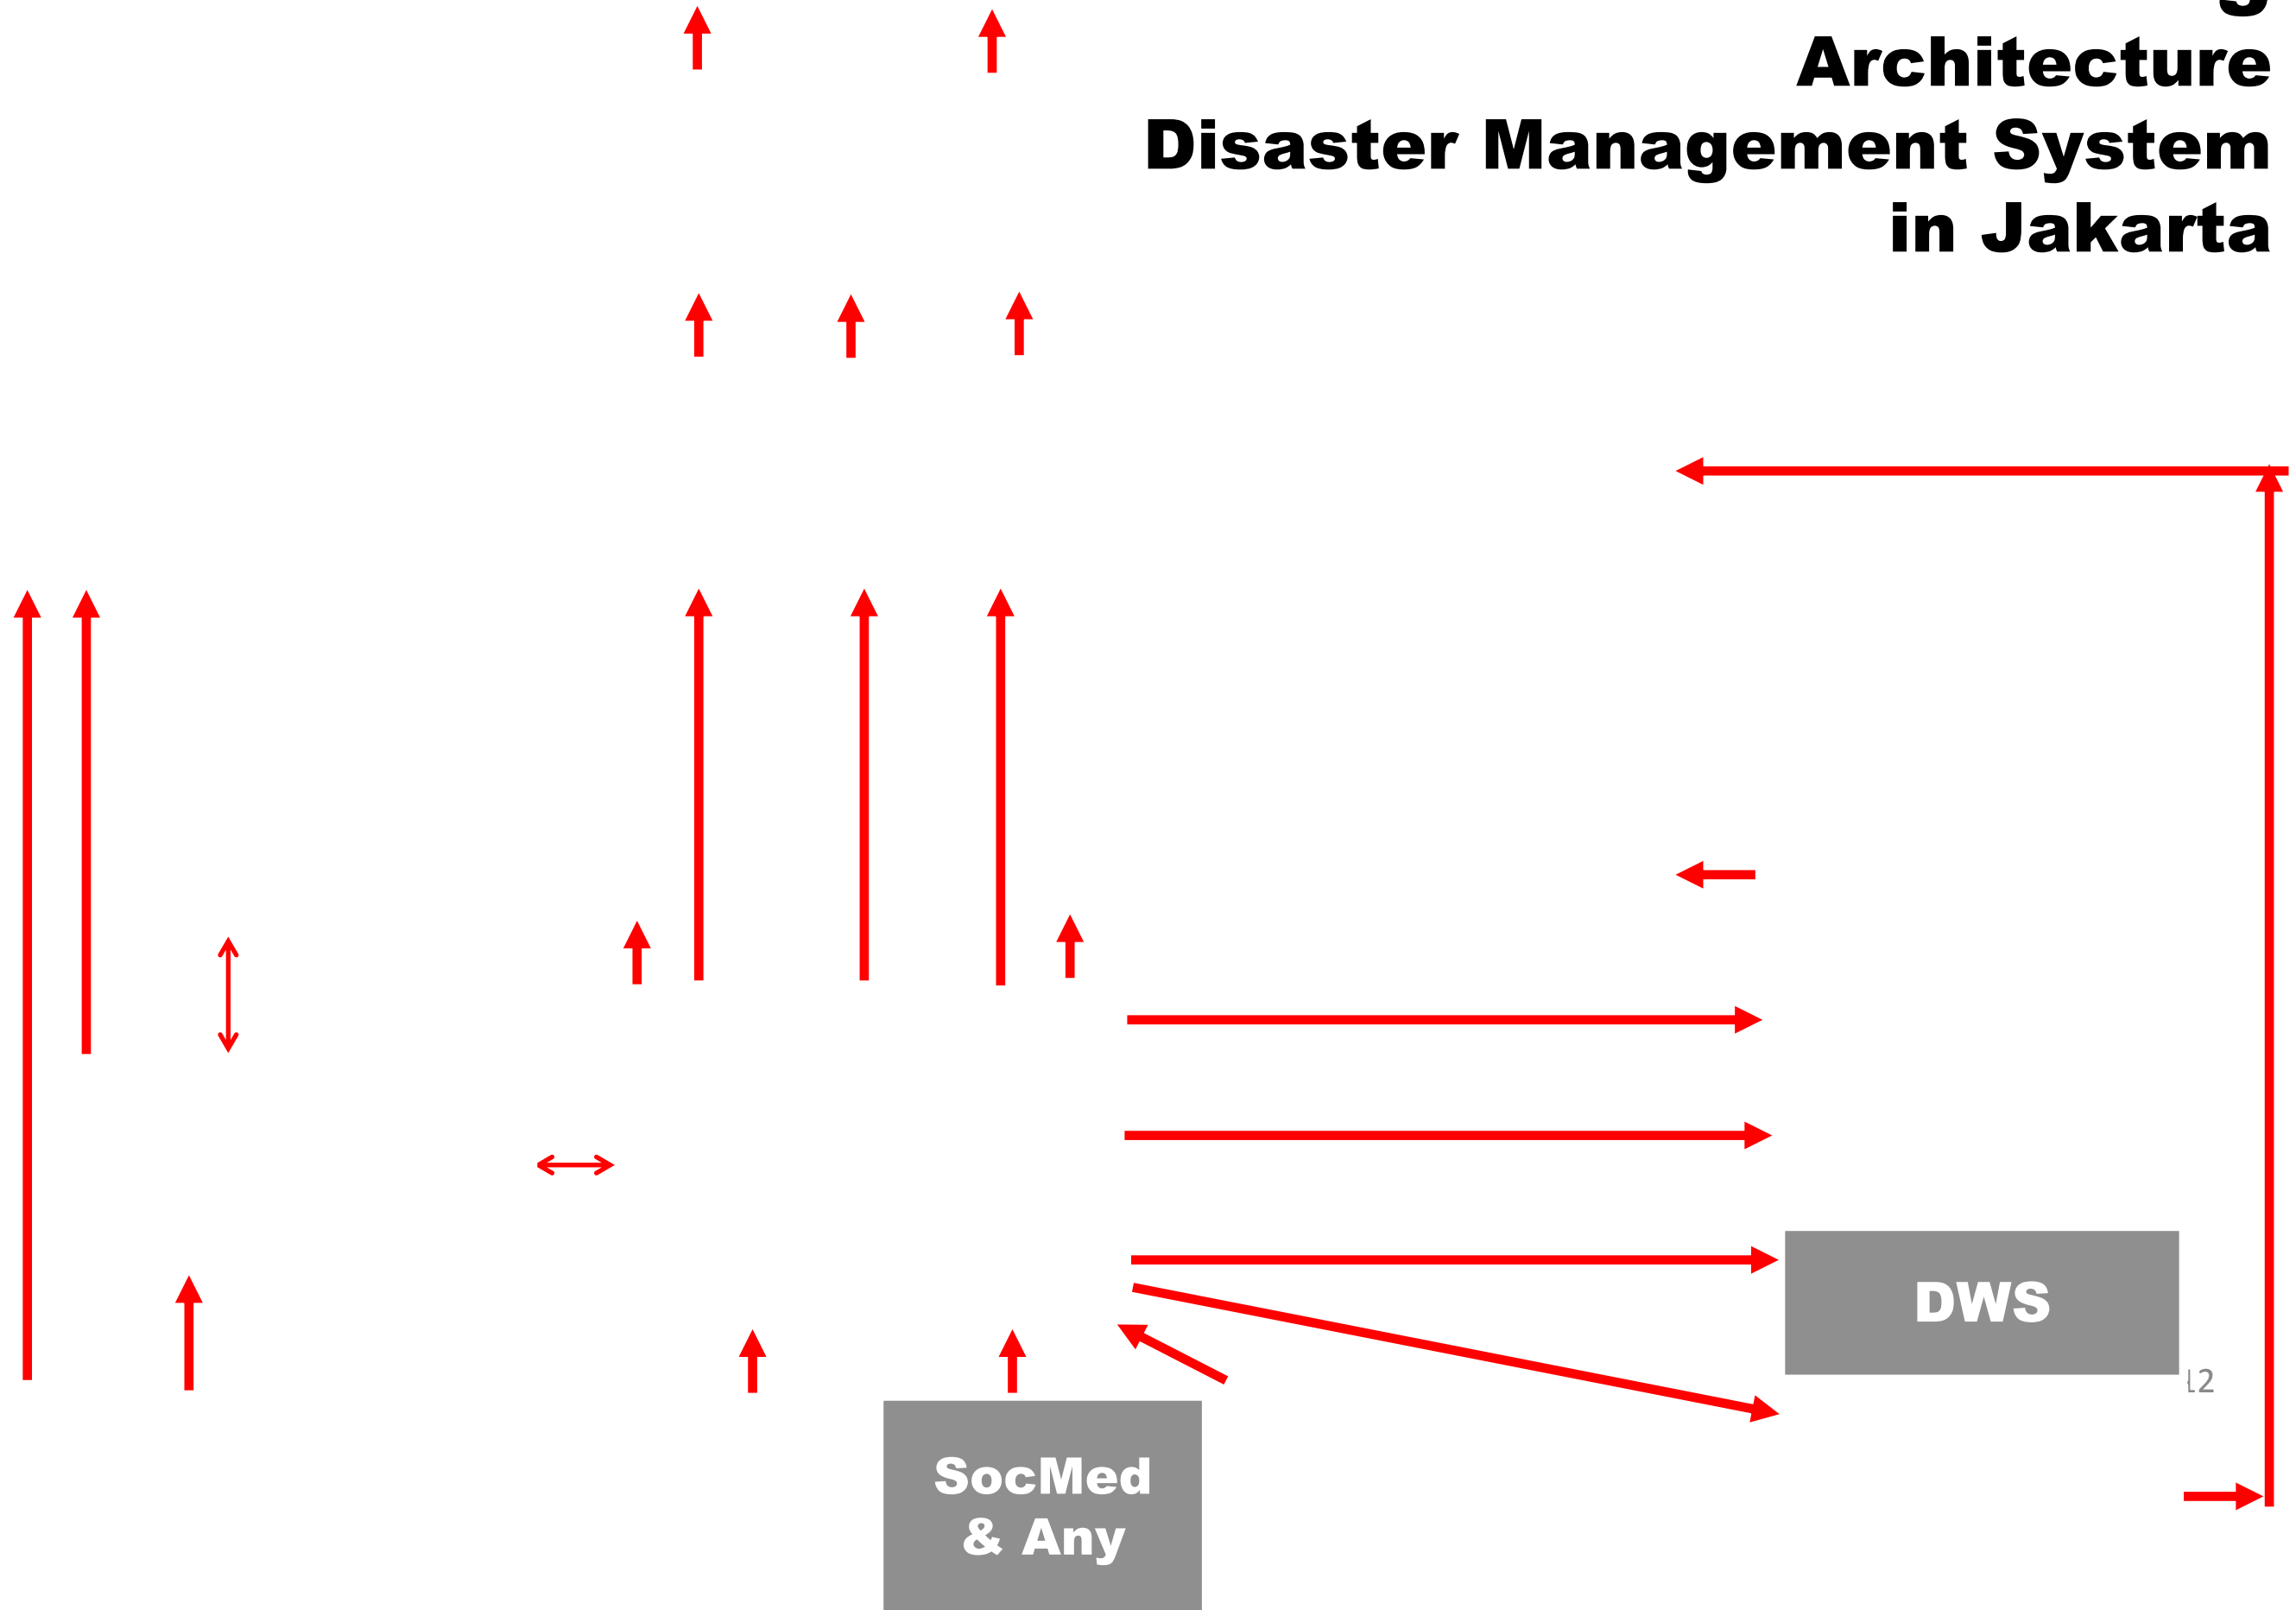 Architecture
Disaster Management System
in Jakarta
DWS
SocMed
& Any